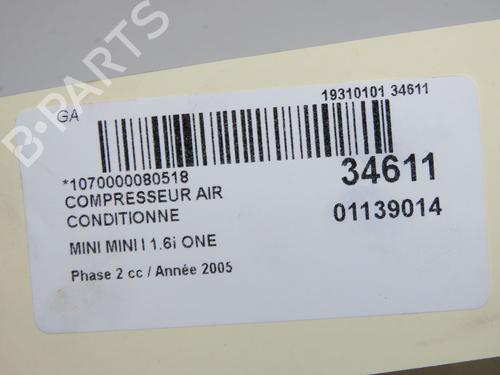 GA
19310101 34611
*1070000080518
34611
COMPRESSEUR AIR
CONDITIONNE
01139014
MINI MINI I 1.6i ONE
Phase 2 cc / Année 2005
B-PARTS